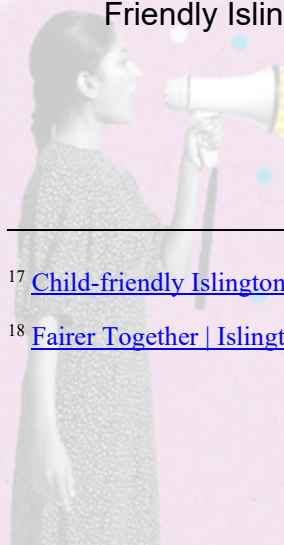 Friendly Islin
17 Child-friendly Islington
18 Fairer Together | Islingt